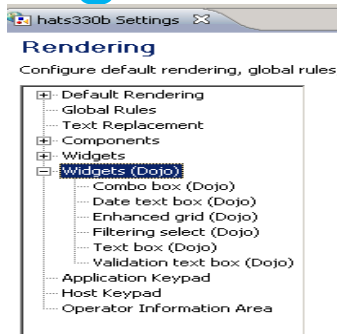 hats330b Settings
Rendering
Configure default rendering, global rules
Default Rendering
Global Rules
Text Replacement
Components
Widgets
Widgets (Dojo)
Combo box (Dojo)
Date text box (Dojo)
Enhanced grid (Dojo)
Filtering select (Dojo)
Text box (Dojo)
Validation text box (Dojo)
Application Keypad
Host Keypad
Operator Information Area